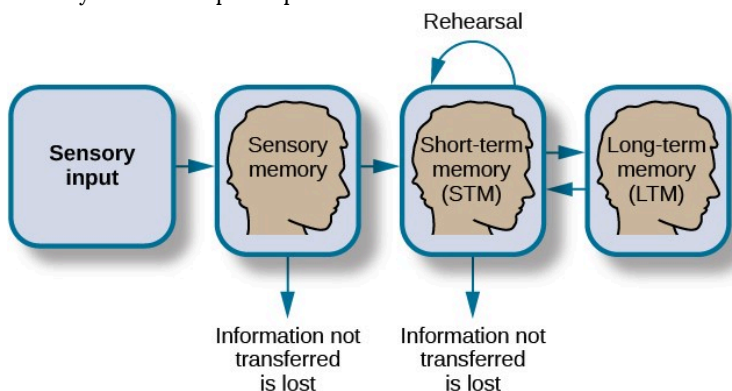 Rehearsal
Sensory
input
Sensory
memory
Short-term
memory
(STM)
Long-term
memory
(LTM)
Information not
transferred
is lost
Information not
transferred
is lost